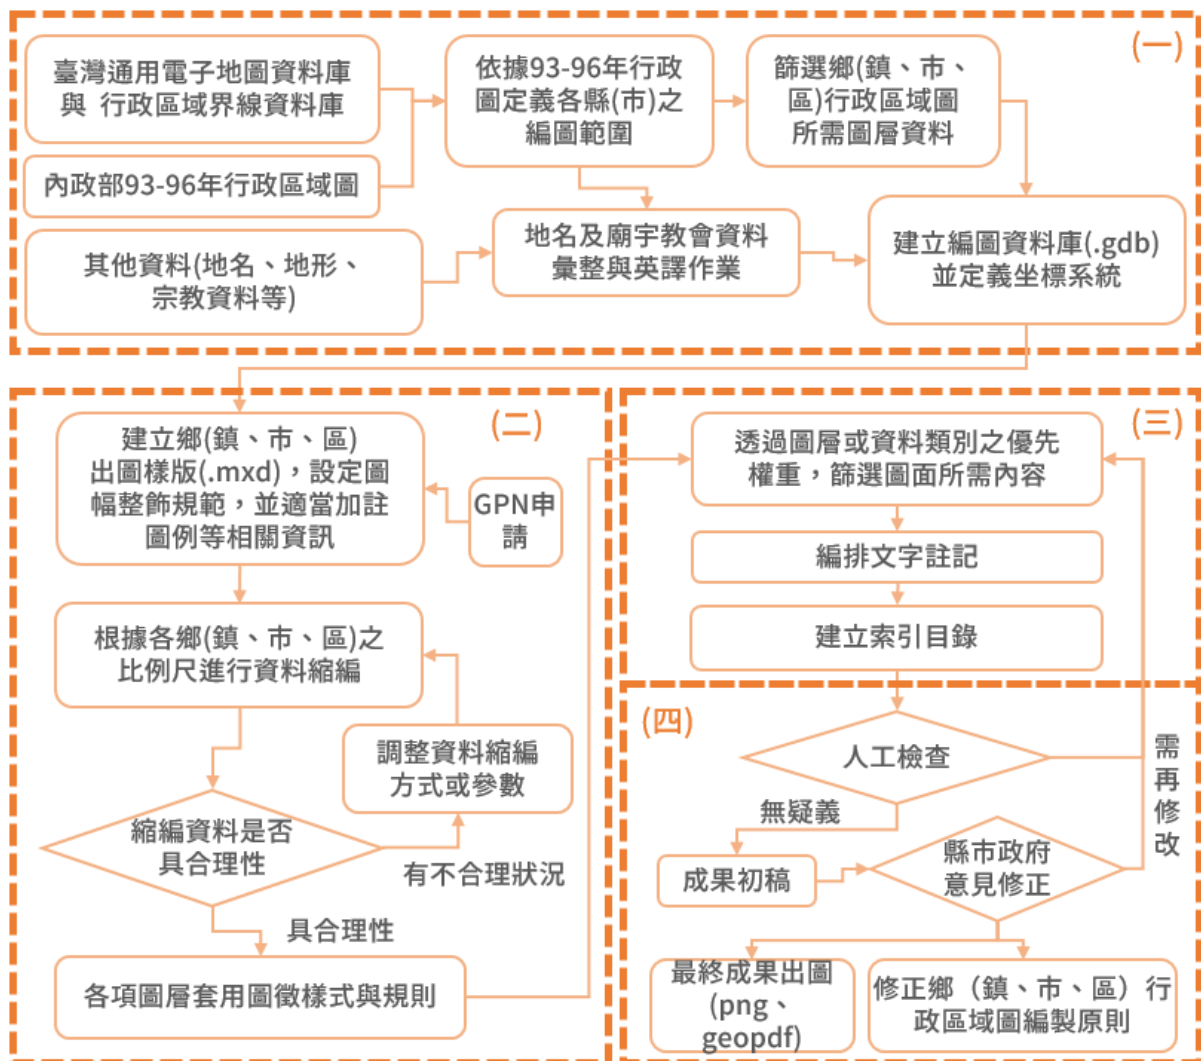 (一)
臺灣通用電子地圖資料庫
與 行政區域界線資料庫
依據93-96年行政
圖定義各縣(市)之
編圖範圍
篩選鄉(鎮、市、
區)行政區域圖
所需圖層資料
內政部93-96年行政區域圖
其他資料(地名、地形、
宗教資料等)
地名及廟宇教會資料
彙整與英譯作業
建立編圖資料庫(.gdb)
並定義坐標系統
(二)
建立鄉(鎮、市、區)
出圖樣版(.mxd)，設定圖
幅整飾規範，並適當加註
圖例等相關資訊
GPN申
請
根據各鄉(鎮、市、區)之
比例尺進行資料縮編
調整資料縮編
方式或參數
縮編資料是否
具合理性
有不合理狀況
具合理性
各項圖層套用圖徵樣式與規則
(三)
透過圖層或資料類別之優先
權重，篩選圖面所需內容
編排文字註記
建立索引目錄
(四)
人工檢查
需
再
修
改
無疑義
成果初稿
縣市政府
意見修正
最終成果出圖
(png、
geopdf)
修正鄉（鎮、市、區）行
政區域圖編製原則